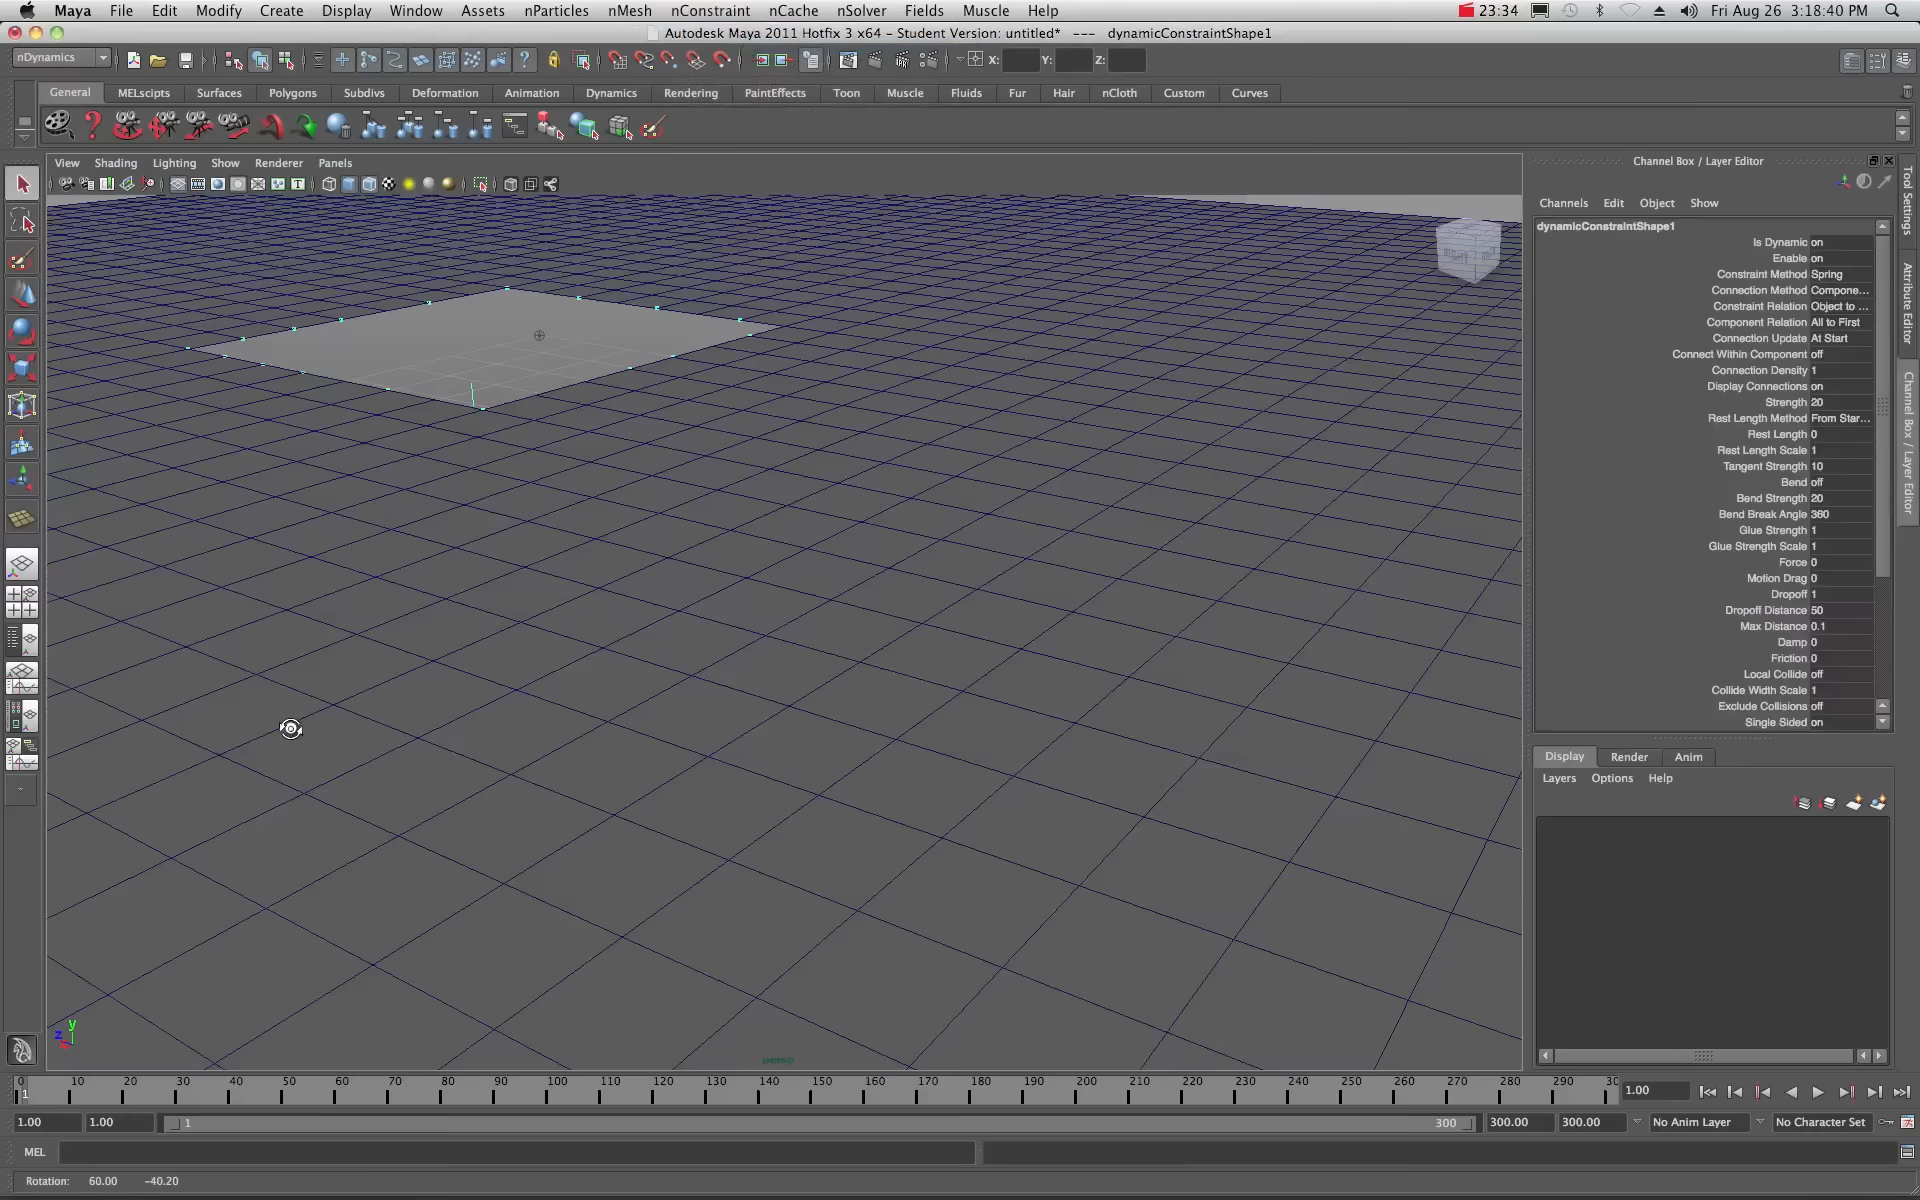 Maya File Edit Modify Create Display Window Assets nParticles nMesh nConstraint nCache nSolver Fields Muscle Help 23:34 Fri Aug 26 3:18:40 PM
Autodesk Maya 2011 Hotfix 3 x64 - Student Version: untitled* --- dynamicConstraintShape1
nDynamics X: Y: Z:
General MELscipts Surfaces Polygons Subdivs Deformation Animation Dynamics Rendering PaintEffects Toon Muscle Fluids Fur Hair nCloth Custom Curves
View Shading Lighting Show Renderer Panels
Channel Box / Layer Editor
Channels Edit Object Show
dynamicConstraintShape1
Is Dynamic on
Enable on
Constraint Method Spring
Connection Method Compone...
Constraint Relation Object to ...
Component Relation All to First
Connection Update At Start
Connect Within Component off
Connection Density 1
Display Connections on
Strength 20
Rest Length Method From Star...
Rest Length 0
Rest Length Scale 1
Tangent Strength 10
Bend off
Bend Strength 20
Bend Break Angle 360
Glue Strength 1
Glue Strength Scale 1
Force 0
Motion Drag 0
Dropoff 1
Dropoff Distance 50
Max Distance 0.1
Damp 0
Friction 0
Local Collide off
Collide Width Scale 1
Exclude Collisions off
Single Sided on
Tool Settings
Attribute Editor
Channel Box / Layer Editor
Display Render Anim
Layers Options Help
y
z
persp
0 10 20 30 40 50 60 70 80 90 100 110 120 130 140 150 160 170 180 190 200 210 220 230 240 250 260 270 280 290 30
1
1.00
1.00 1.00 1 300 300.00 300.00 No Anim Layer No Character Set
MEL
Rotation: 60.00 -40.20